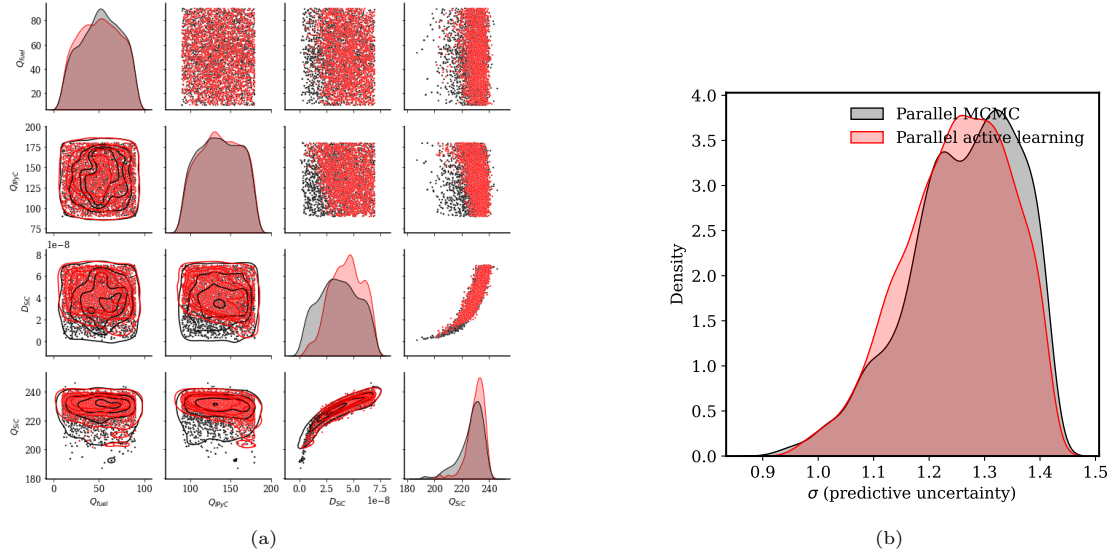 Q_fuel
80
60
40
20
Q_IPyC
200
175
150
125
100
75
1e−8
D_SiC
8
6
4
2
0
Q_SiC
240
220
200
180
0 50 100
Q_fuel
100 150 200
Q_IPyC
0.0 2.5 5.0 7.5
1e−8
D_SiC
180 200 220 240
Q_SiC
(a)
Parallel MCMC
Parallel active learning
Density
4.0
3.5
3.0
2.5
2.0
1.5
1.0
0.5
0.0
0.9 1.0 1.1 1.2 1.3 1.4 1.5
σ (predictive uncertainty)
(b)